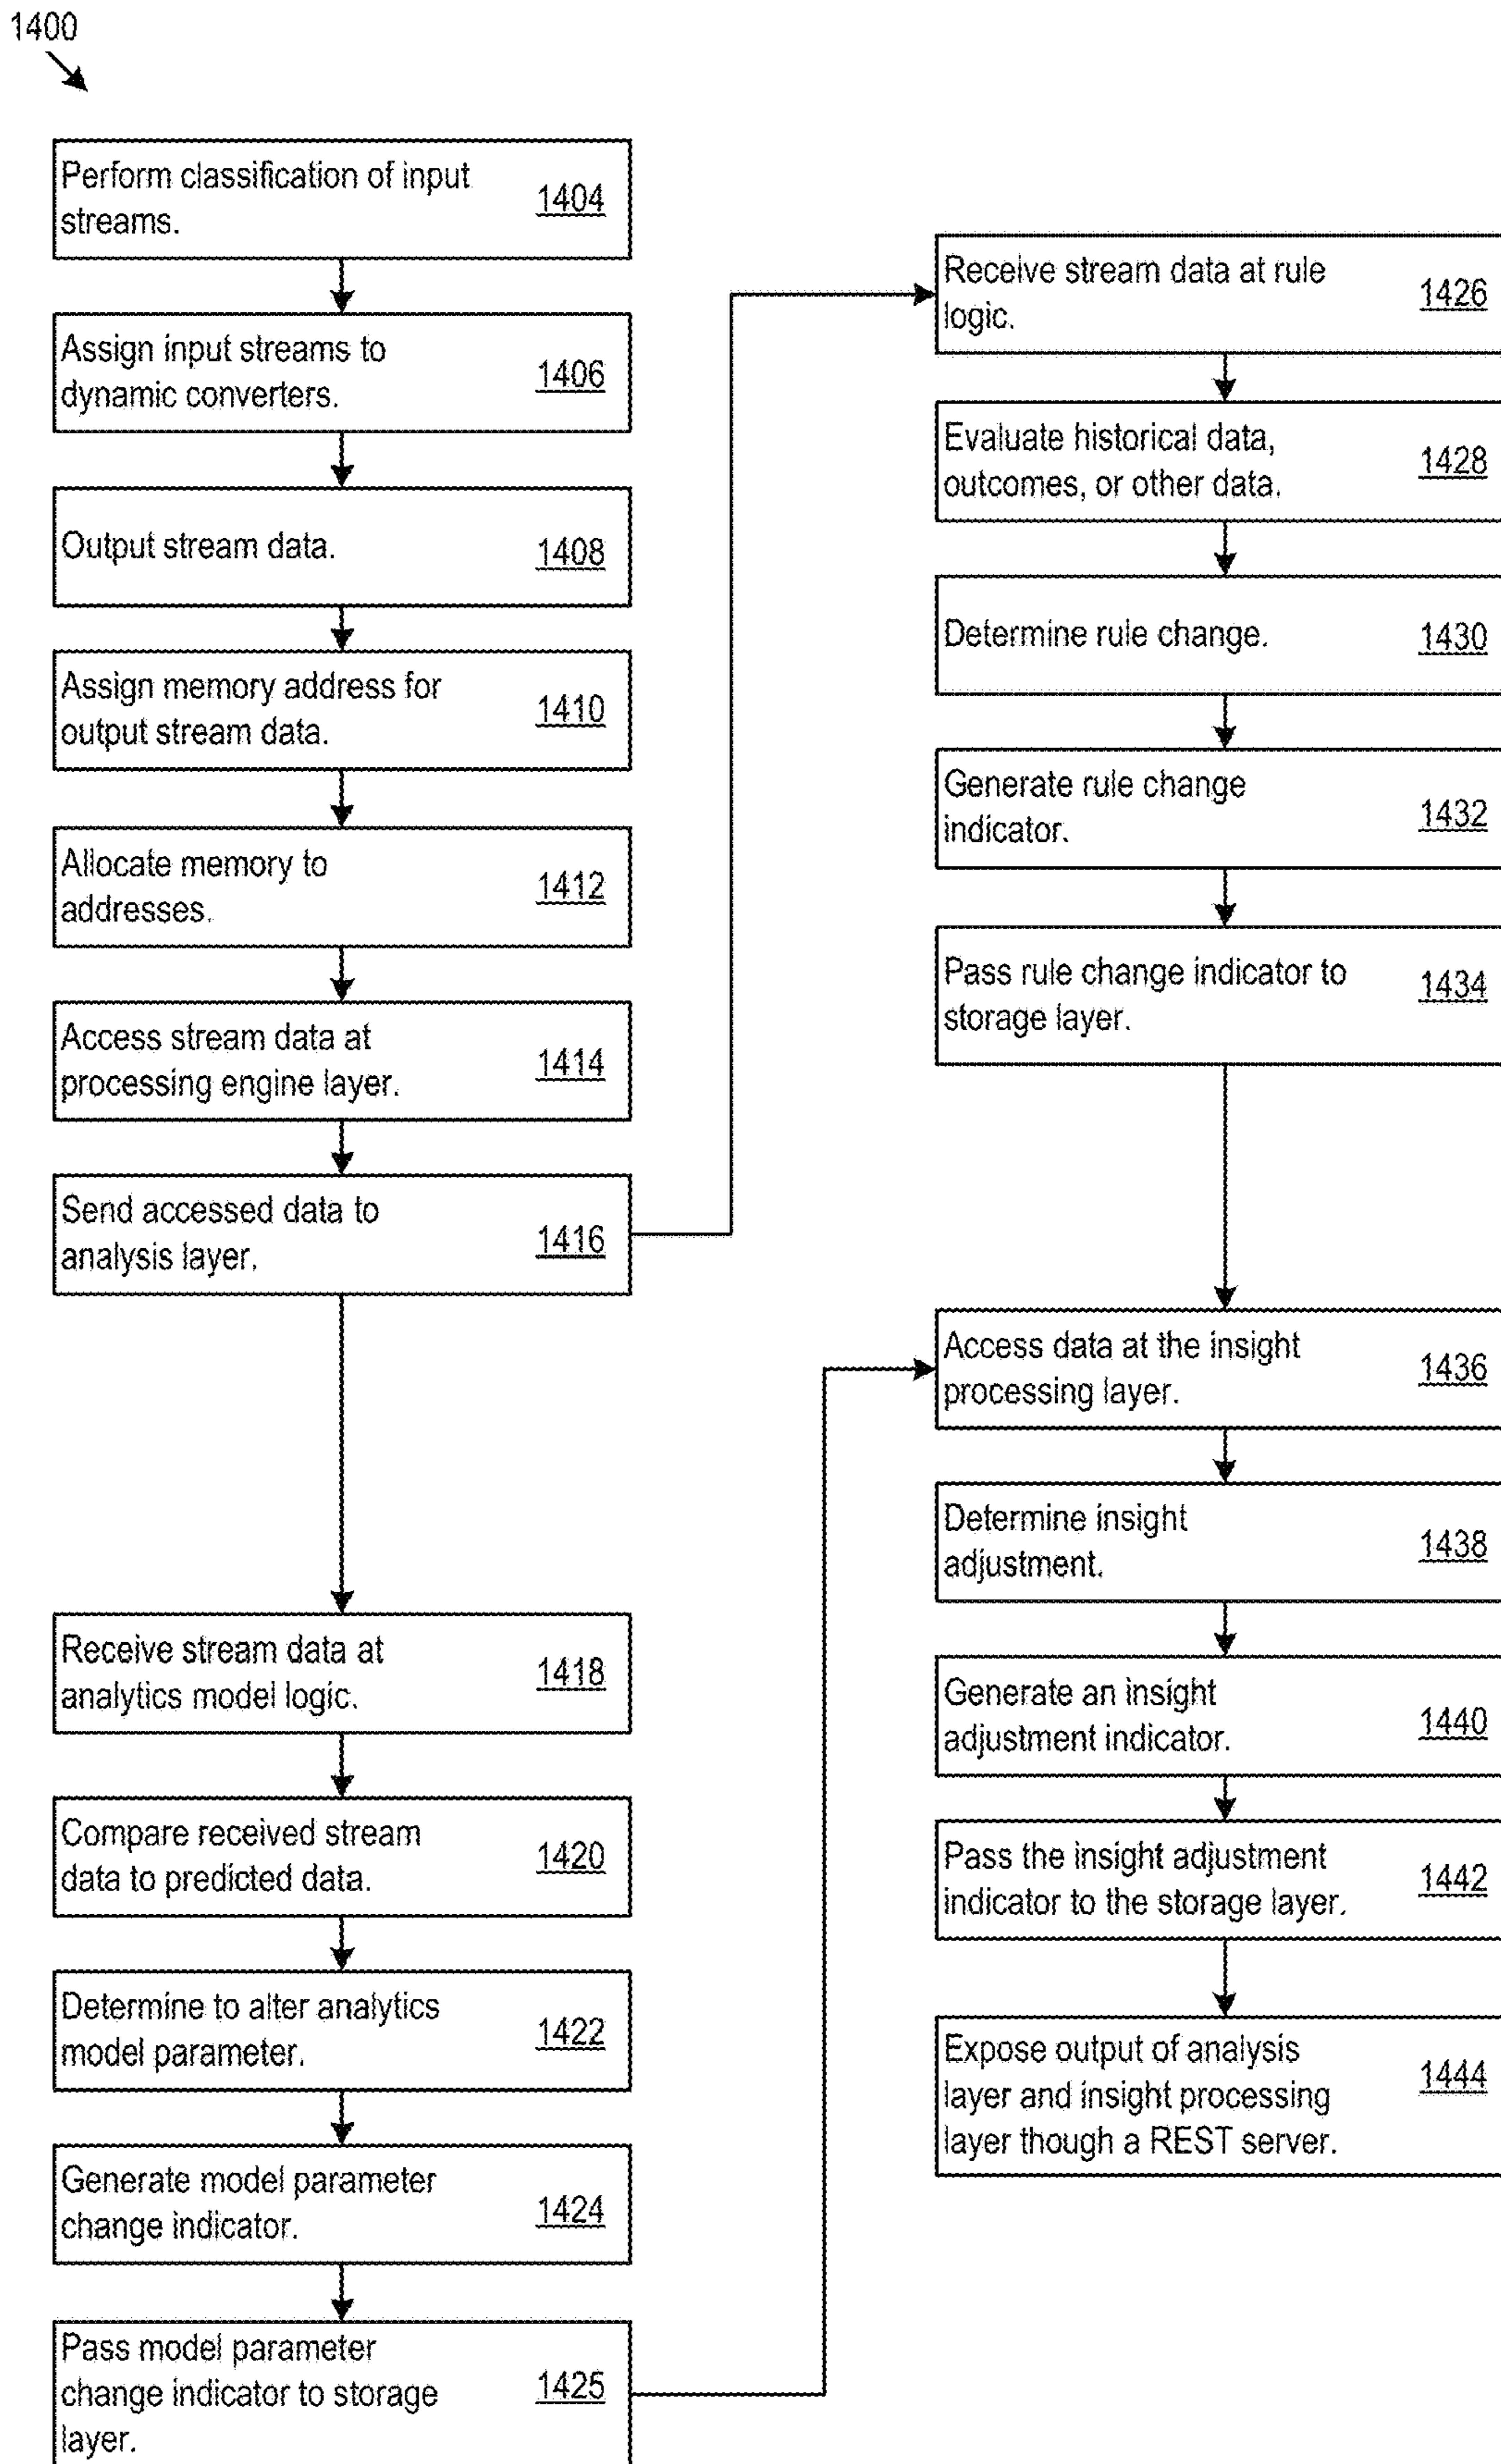 1400
Perform classification of input
streams.
1404
Assign input streams to
dynamic converters.
1406
Output stream data.
1408
Assign memory address for
output stream data.
1410
Allocate memory to
addresses.
1412
Access stream data at
processing engine layer.
1414
Send accessed data to
analysis layer.
1416
Receive stream data at
analytics model logic.
1418
Compare received stream
data to predicted data.
1420
Determine to alter analytics
model parameter.
1422
Generate model parameter
change indicator.
1424
Pass model parameter
change indicator to storage
layer.
1425
Receive stream data at rule
logic.
1426
Evaluate historical data,
outcomes, or other data.
1428
Determine rule change.
1430
Generate rule change
indicator.
1432
Pass rule change indicator to
storage layer.
1434
Access data at the insight
processing layer.
1436
Determine insight
adjustment.
1438
Generate an insight
adjustment indicator.
1440
Pass the insight adjustment
indicator to the storage layer.
1442
Expose output of analysis
layer and insight processing
layer though a REST server.
1444